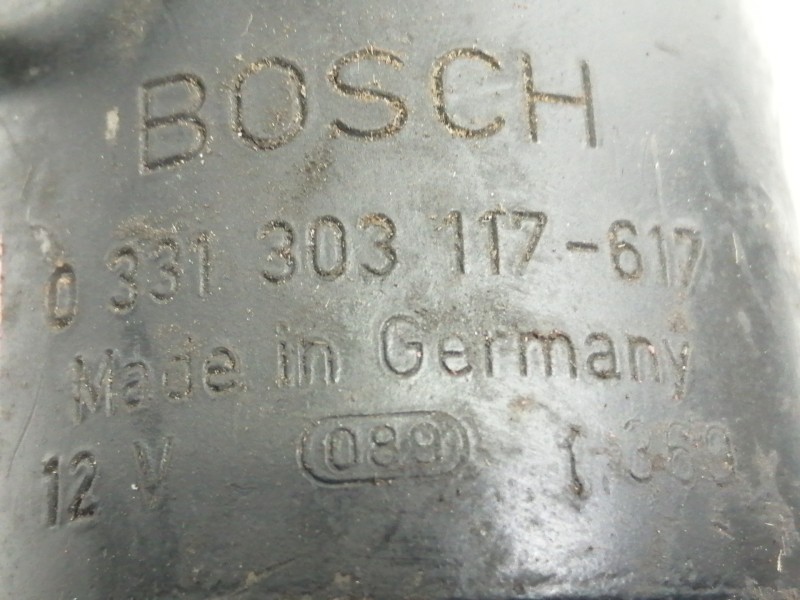 BOSCH
0 331 303 117-617
Made in Germany
12 V 089